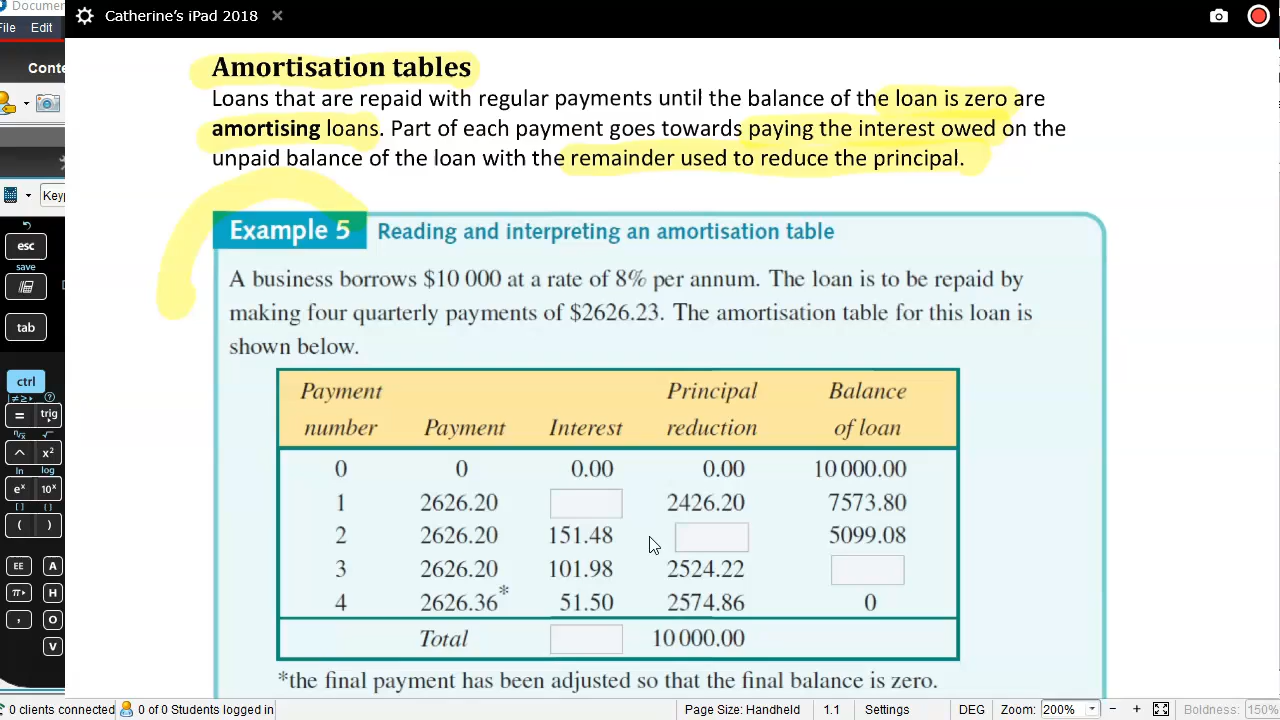 Documen
Catherine's iPad 2018 ×
File Edit
Conte
Key
esc
save
tab
ctrl
= trig
√ √
^ x²
ln log
eˣ 10ˣ
[ ] { }
( )
EE A
π▸ H
, O
V
Amortisation tables
Loans that are repaid with regular payments until the balance of the loan is zero are
amortising loans. Part of each payment goes towards paying the interest owed on the
unpaid balance of the loan with the remainder used to reduce the principal.
Example 5 Reading and interpreting an amortisation table
A business borrows $10 000 at a rate of 8% per annum. The loan is to be repaid by
making four quarterly payments of $2626.23. The amortisation table for this loan is
shown below.
Payment Principal Balance
number Payment Interest reduction of loan
0 0 0.00 0.00 10 000.00
1 2626.20 2426.20 7573.80
2 2626.20 151.48 5099.08
3 2626.20 101.98 2524.22
4 2626.36* 51.50 2574.86 0
Total 10 000.00
*the final payment has been adjusted so that the final balance is zero.
0 clients connected 0 of 0 Students logged in Page Size: Handheld 1.1 Settings DEG Zoom: 200% Boldness: 150%